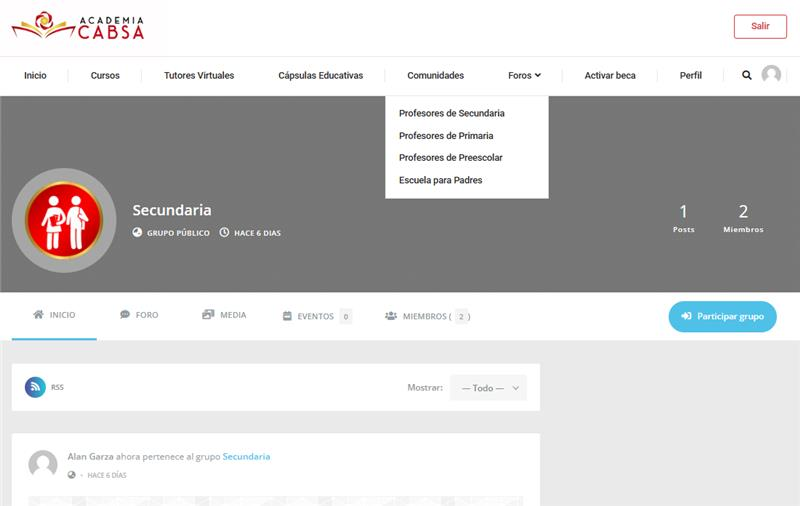 ACADEMIA
CABSA
Salir
Inicio
Cursos
Tutores Virtuales
Cápsulas Educativas
Comunidades
Foros
Activar beca
Perfil
Profesores de Secundaria
Profesores de Primaria
Profesores de Preescolar
Escuela para Padres
Secundaria
GRUPO PÚBLICO
HACE 6 DIAS
1
Posts
2
Miembros
INICIO
FORO
MEDIA
EVENTOS 0
MIEMBROS ( 2 )
Participar grupo
RSS
Mostrar:
— Todo —
Alan Garza ahora pertenece al grupo Secundaria
- HACE 6 DÍAS